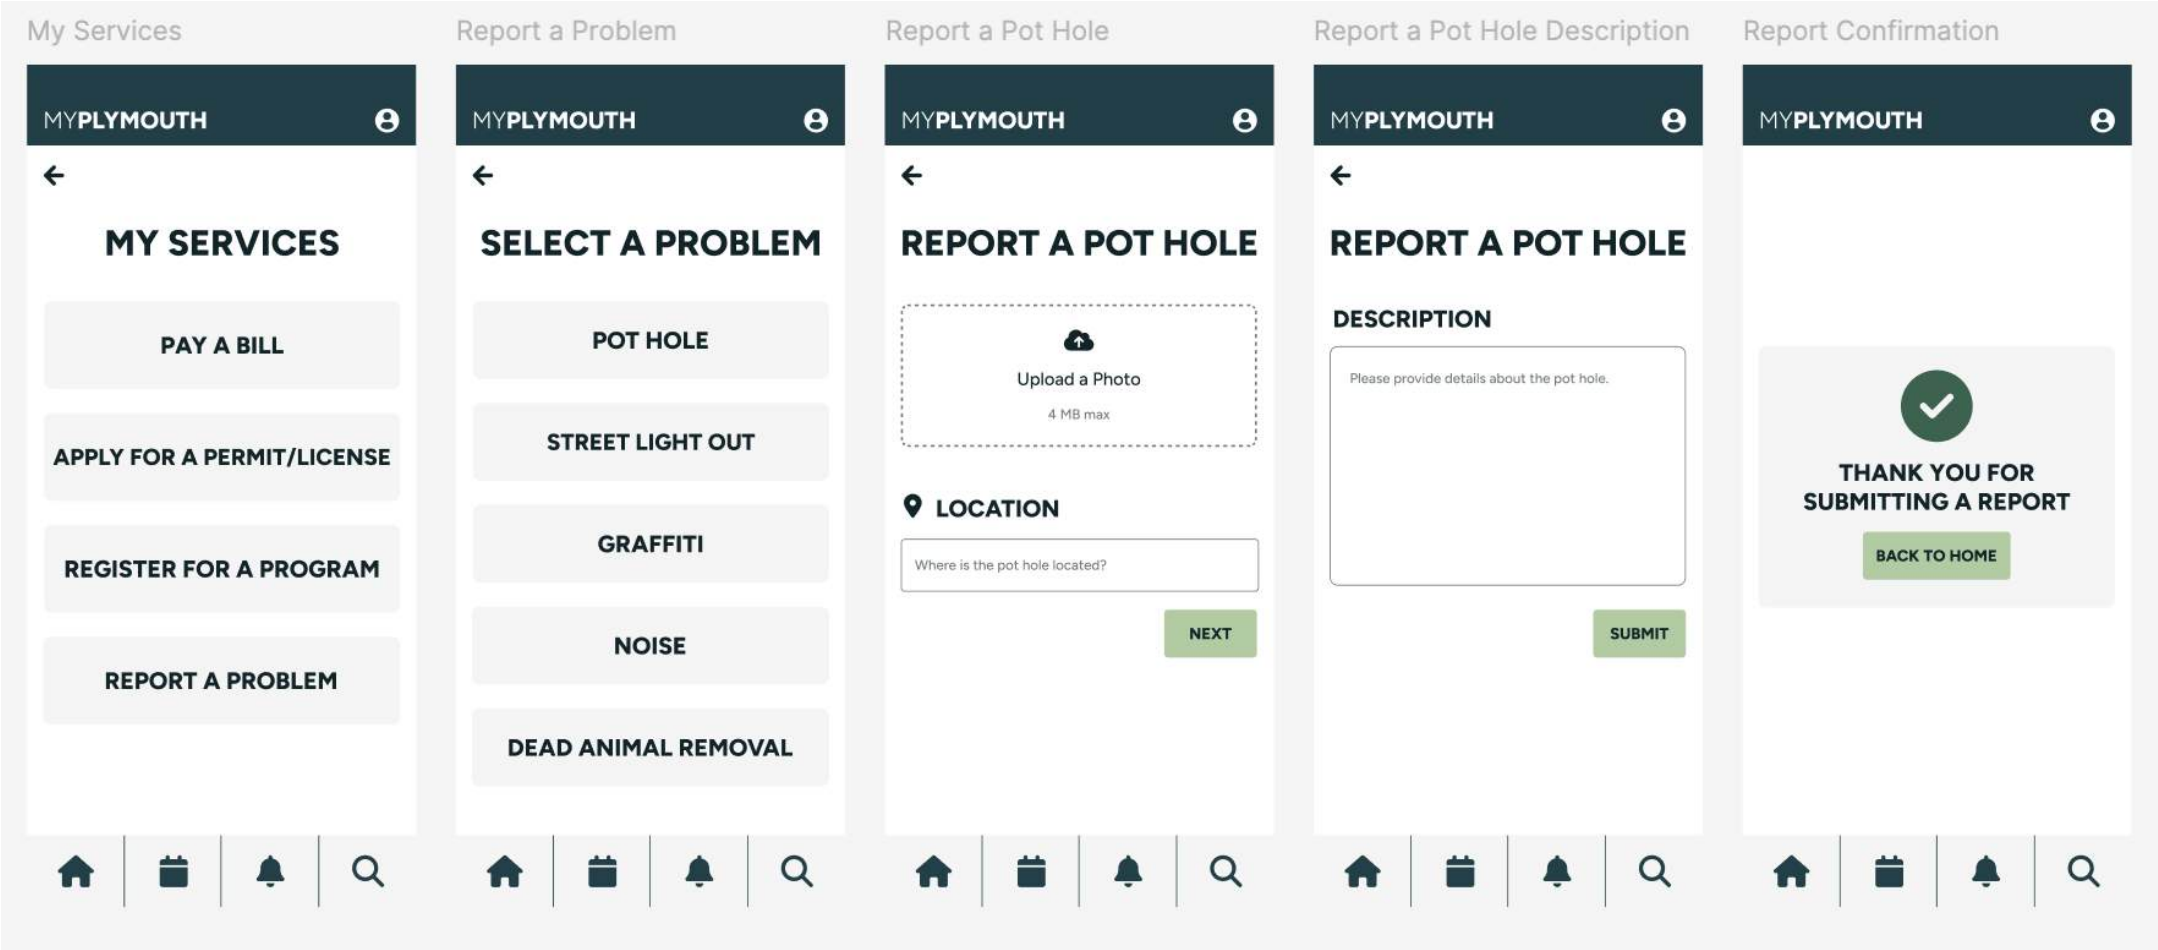 My Services
MYPLYMOUTH
MY SERVICES
PAY A BILL
APPLY FOR A PERMIT/LICENSE
REGISTER FOR A PROGRAM
REPORT A PROBLEM
Report a Problem
MYPLYMOUTH
SELECT A PROBLEM
POT HOLE
STREET LIGHT OUT
GRAFFITI
NOISE
DEAD ANIMAL REMOVAL
Report a Pot Hole
MYPLYMOUTH
REPORT A POT HOLE
Upload a Photo
4 MB max
LOCATION
Where is the pot hole located?
NEXT
Report a Pot Hole Description
MYPLYMOUTH
REPORT A POT HOLE
DESCRIPTION
Please provide details about the pot hole.
SUBMIT
Report Confirmation
MYPLYMOUTH
THANK YOU FOR
SUBMITTING A REPORT
BACK TO HOME